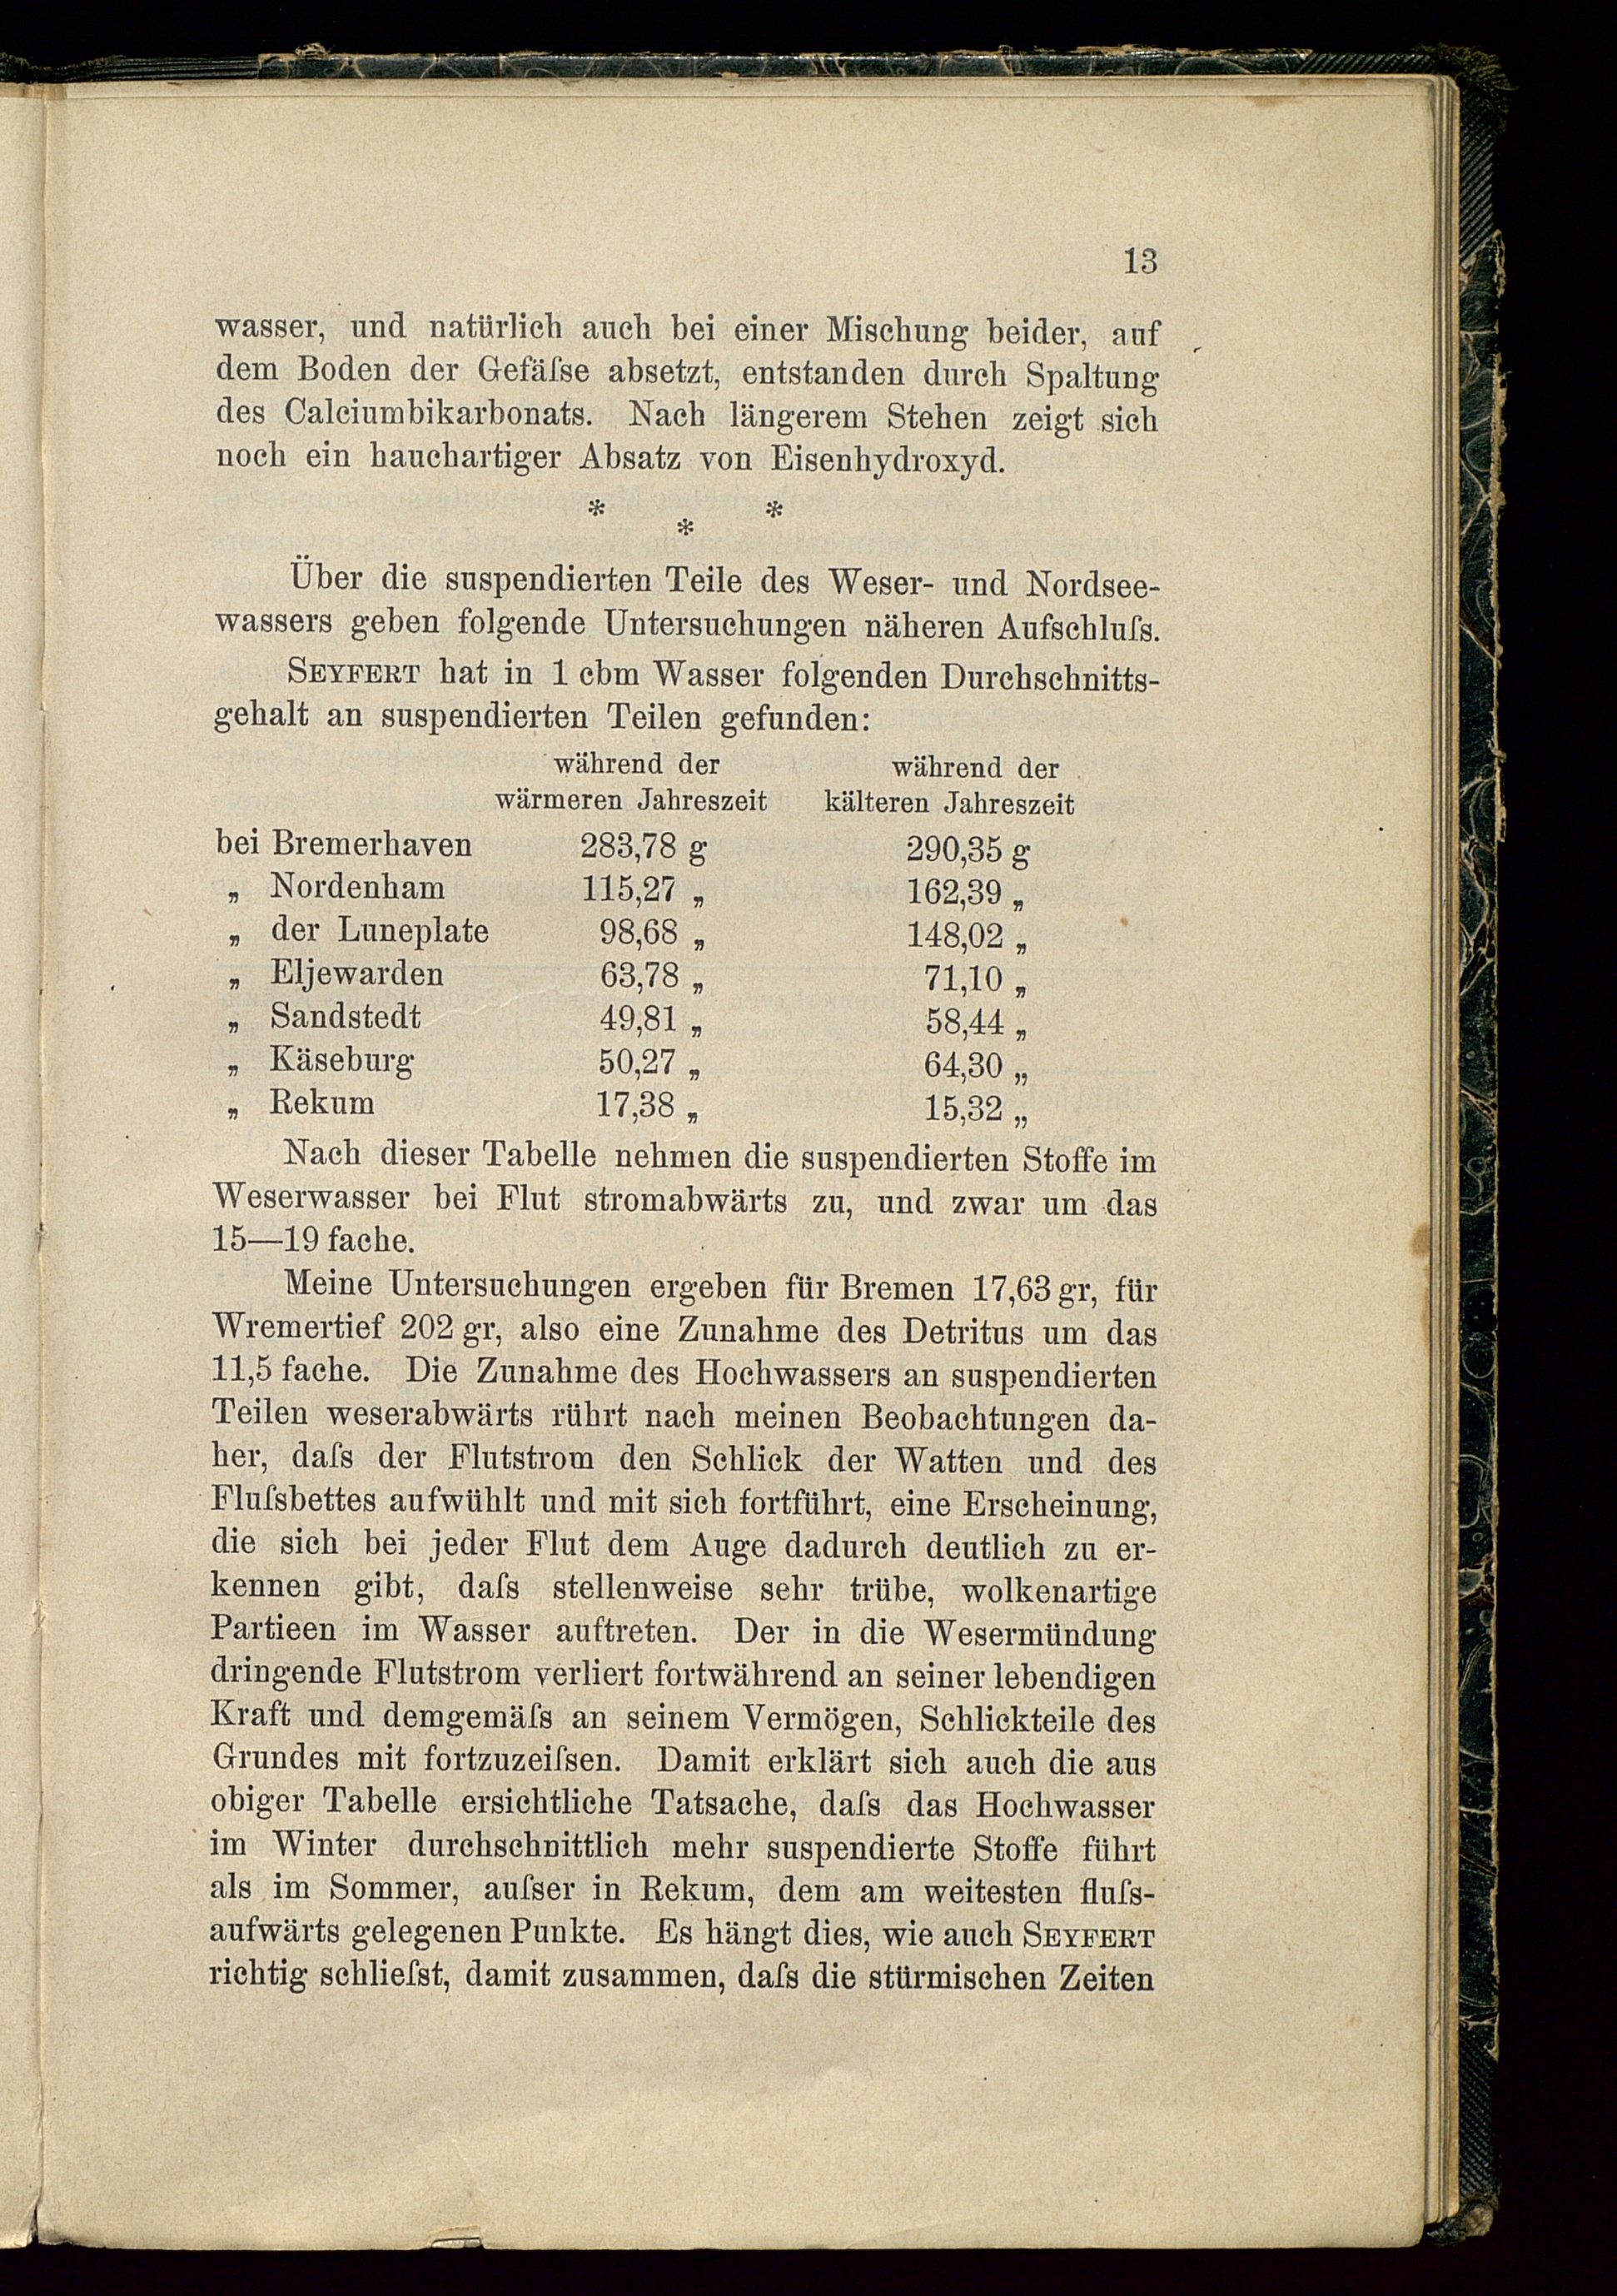 13
wasser, und natürlich auch bei einer Mischung beider, auf
dem Boden der Gefäſse absetzt, entstanden durch Spaltung
des Calciumbikarbonats. Nach längerem Stehen zeigt sich
noch ein hauchartiger Absatz von Eisenhydroxyd.
* * *
Über die suspendierten Teile des Weser- und Nordsee-
wassers geben folgende Untersuchungen näheren Aufschluſs.
SEYFERT hat in 1 cbm Wasser folgenden Durchschnitts-
gehalt an suspendierten Teilen gefunden:
während der während der
wärmeren Jahreszeit kälteren Jahreszeit
bei Bremerhaven 283,78 g 290,35 g
„ Nordenham 115,27 „ 162,39 „
„ der Luneplate 98,68 „ 148,02 „
„ Eljewarden 63,78 „ 71,10 „
„ Sandstedt 49,81 „ 58,44 „
„ Käseburg 50,27 „ 64,30 „
„ Rekum 17,38 „ 15,32 „
Nach dieser Tabelle nehmen die suspendierten Stoffe im
Weserwasser bei Flut stromabwärts zu, und zwar um das
15—19 fache.
Meine Untersuchungen ergeben für Bremen 17,63 gr, für
Wremertief 202 gr, also eine Zunahme des Detritus um das
11,5 fache. Die Zunahme des Hochwassers an suspendierten
Teilen weserabwärts rührt nach meinen Beobachtungen da-
her, daſs der Flutstrom den Schlick der Watten und des
Fluſsbettes aufwühlt und mit sich fortführt, eine Erscheinung,
die sich bei jeder Flut dem Auge dadurch deutlich zu er-
kennen gibt, daſs stellenweise sehr trübe, wolkenartige
Partieen im Wasser auftreten. Der in die Wesermündung
dringende Flutstrom verliert fortwährend an seiner lebendigen
Kraft und demgemäſs an seinem Vermögen, Schlickteile des
Grundes mit fortzuzeiſsen. Damit erklärt sich auch die aus
obiger Tabelle ersichtliche Tatsache, daſs das Hochwasser
im Winter durchschnittlich mehr suspendierte Stoffe führt
als im Sommer, auſser in Rekum, dem am weitesten fluſs-
aufwärts gelegenen Punkte. Es hängt dies, wie auch SEYFERT
richtig schlieſst, damit zusammen, daſs die stürmischen Zeiten